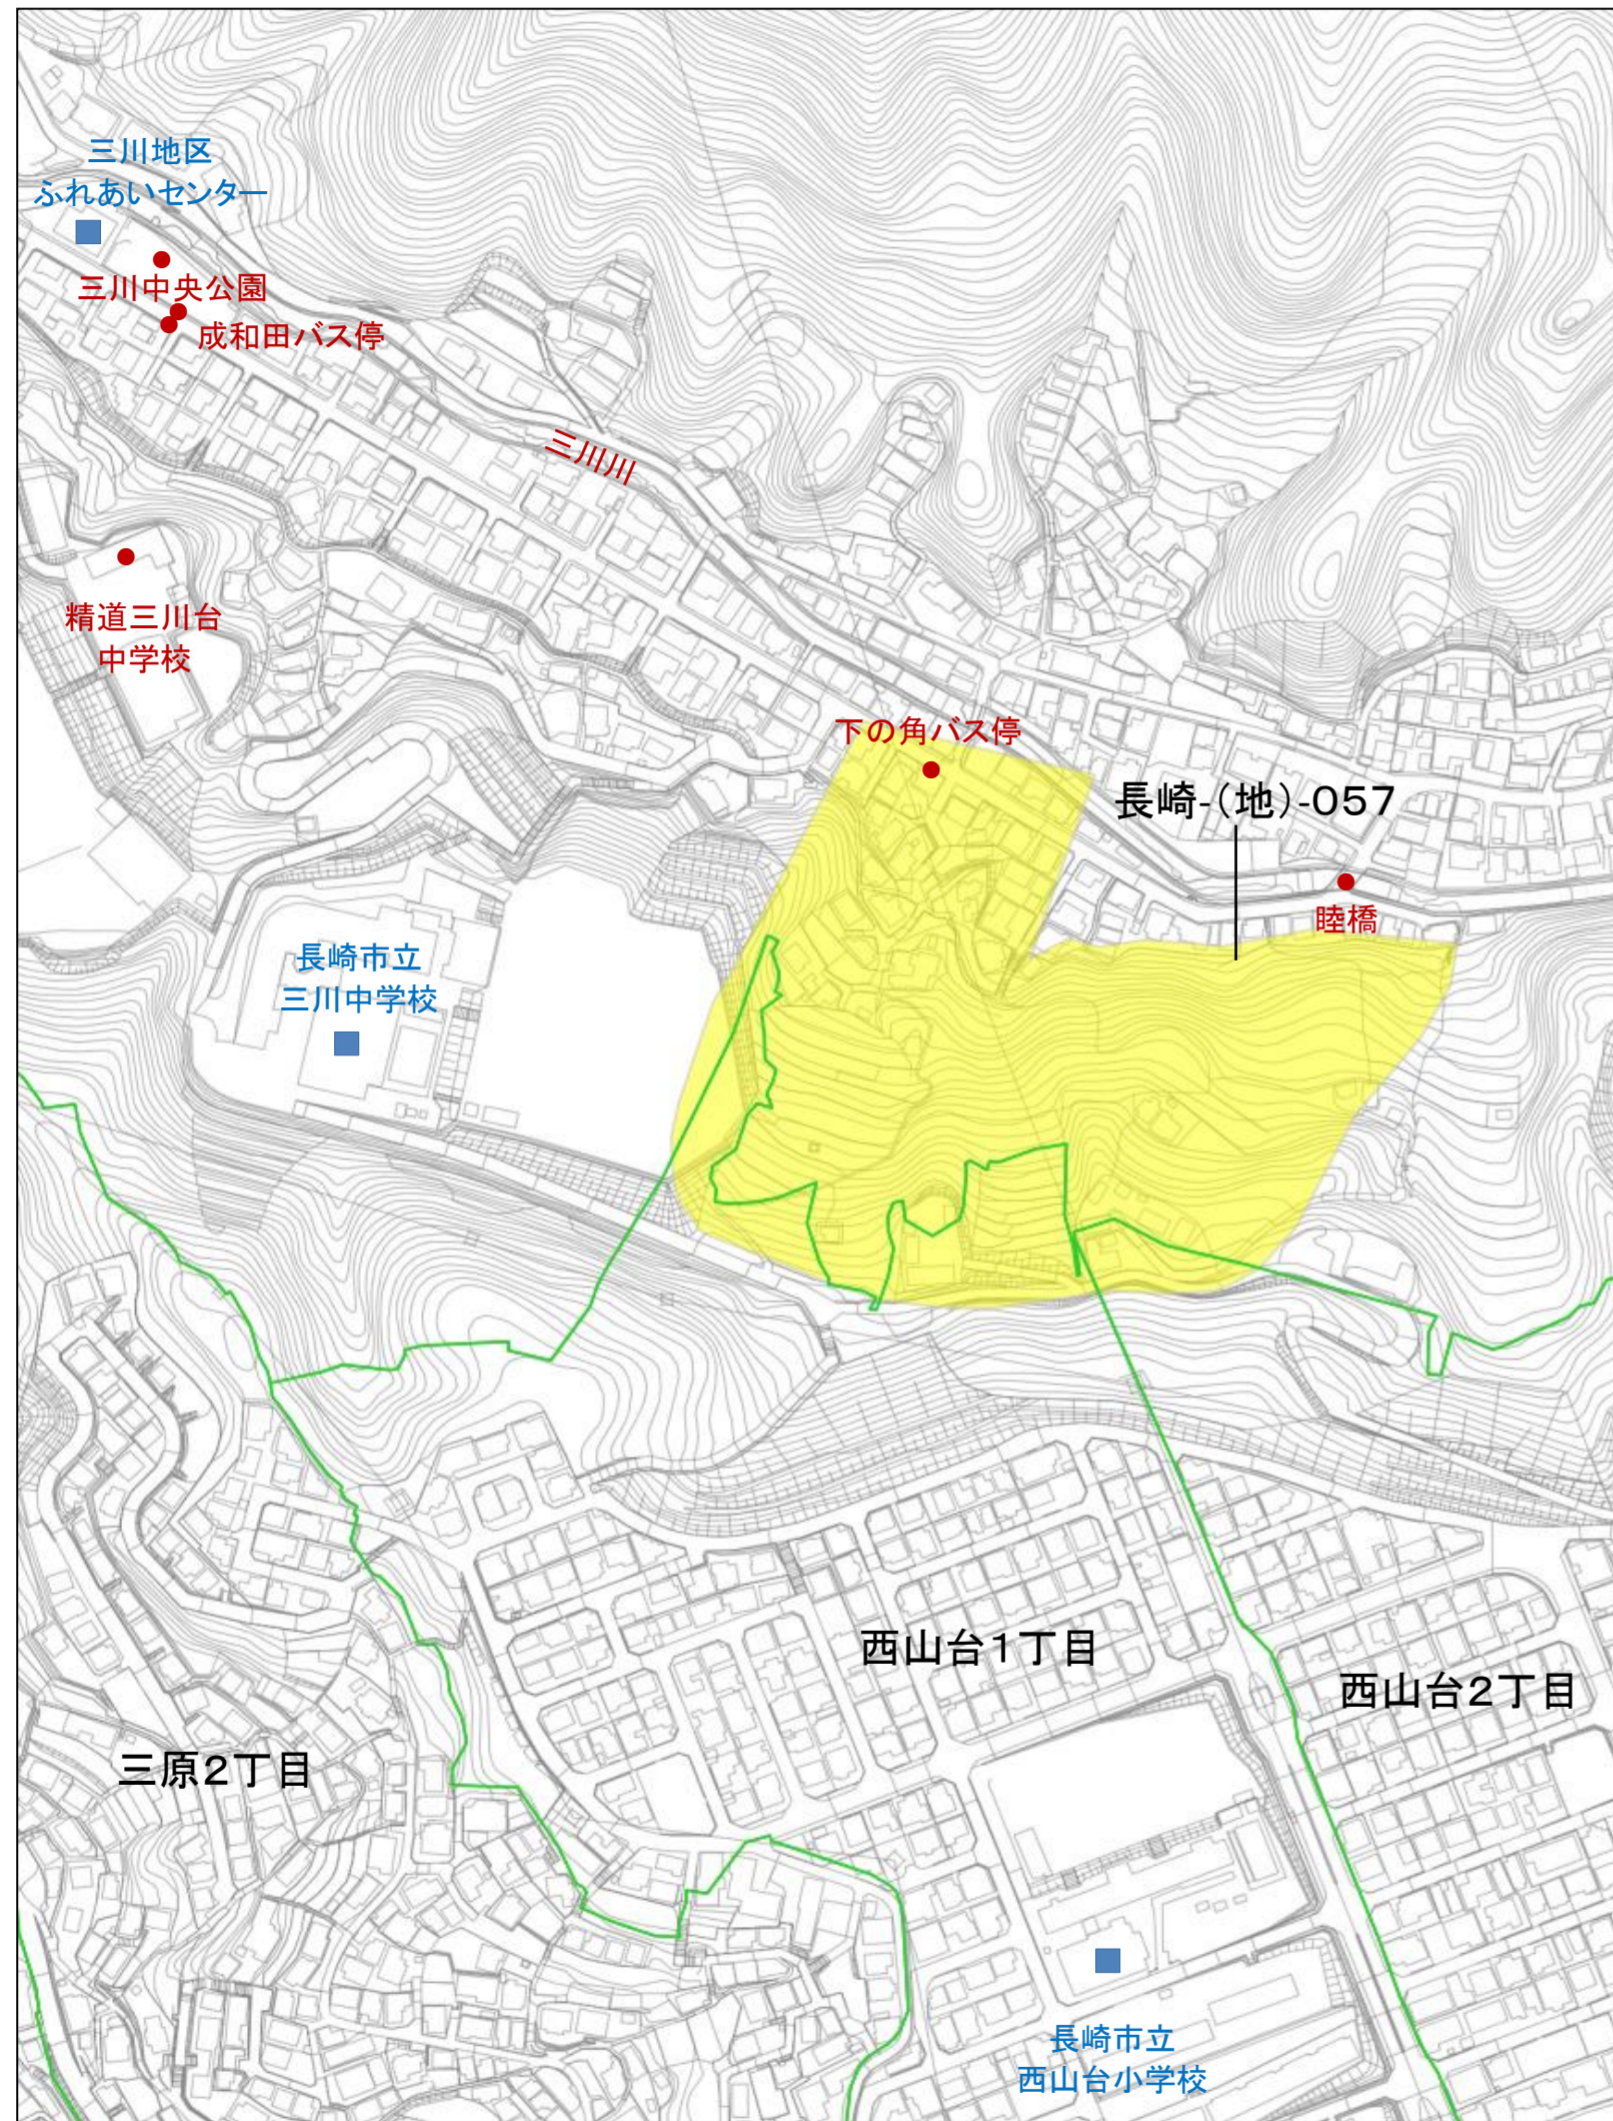 三川地区
ふれあいセンター
三川中央公園
成和田バス停
三川川
精道三川台
中学校
下の角バス停
長崎-(地)-057
睦橋
長崎市立
三川中学校
西山台1丁目
西山台2丁目
三原2丁目
長崎市立
西山台小学校